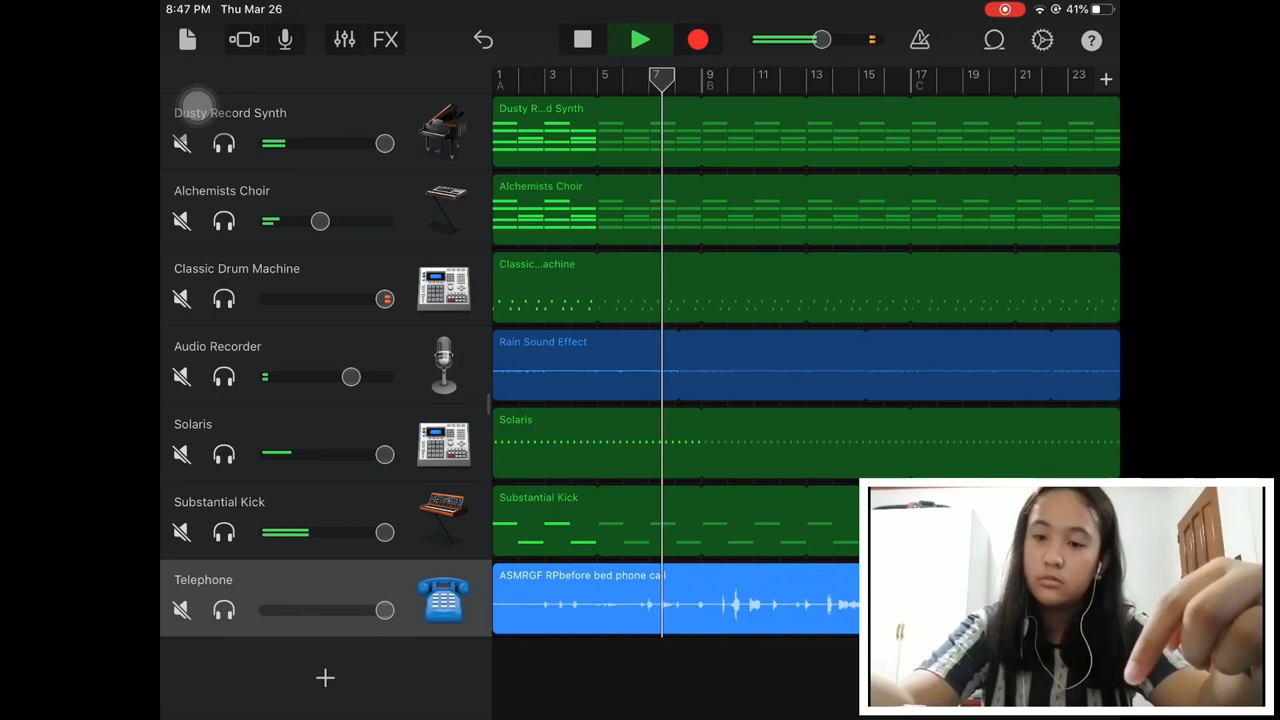 8:47 PM Thu Mar 26
41%
FX
?
1 3 5 7 9 11 13 15 17 19 21 23 +
A B C
Dusty Record Synth
Dusty R...d Synth
Alchemists Choir
Alchemists Choir
Classic Drum Machine
Classic...achine
Audio Recorder
Rain Sound Effect
Solaris
Solaris
Substantial Kick
Substantial Kick
Telephone
ASMRGF RPbefore bed phone call
+